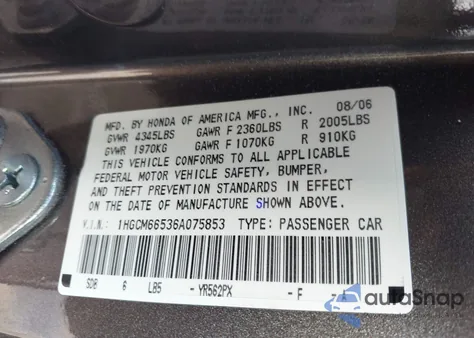 MFD. BY HONDA OF AMERICA MFG., INC. 08/06
GVWR 4345LBS GAWR F 2360LBS R 2005LBS
GVWR 1970KG GAWR F 1070KG R 910KG
THIS VEHICLE CONFORMS TO ALL APPLICABLE
FEDERAL MOTOR VEHICLE SAFETY, BUMPER,
AND THEFT PREVENTION STANDARDS IN EFFECT
ON THE DATE OF MANUFACTURE SHOWN ABOVE.
V.I.N.: 1HGCM66536A075853 TYPE: PASSENGER CAR
SDB 6 LB5 -YR562PX -F
autoSnap